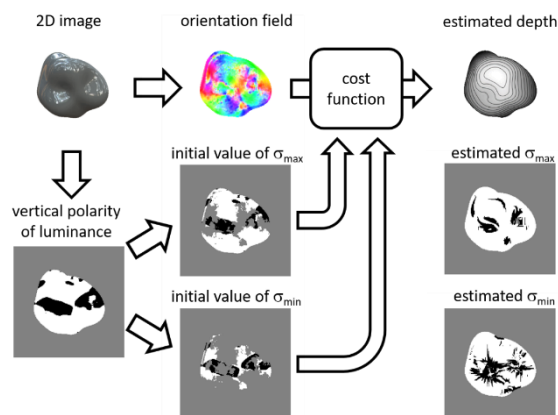 2D image
orientation field
estimated depth
cost
function
initial value of σmax
estimated σmax
vertical polarity
of luminance
initial value of σmin
estimated σmin